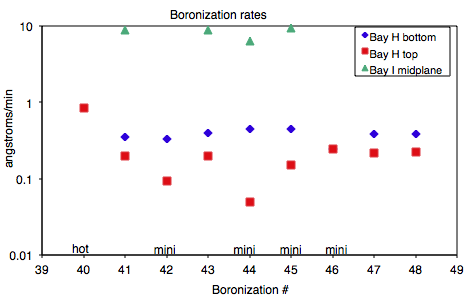 Boronization rates
10
1
0.1
0.01
angstroms/min
Bay H bottom
Bay H top
Bay I midplane
hot mini mini mini mini
39 40 41 42 43 44 45 46 47 48 49
Boronization #